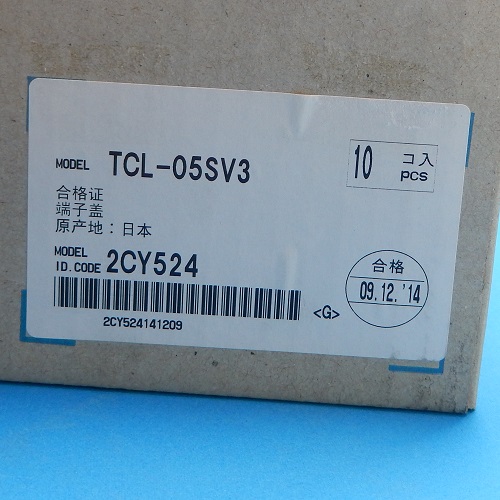 MODEL TCL-05SV3
10 コ入
pcs
合格证
端子盖
原产地：日本
MODEL
ID.CODE 2CY524
2CY524141209
<G>
合格
09.12.'14